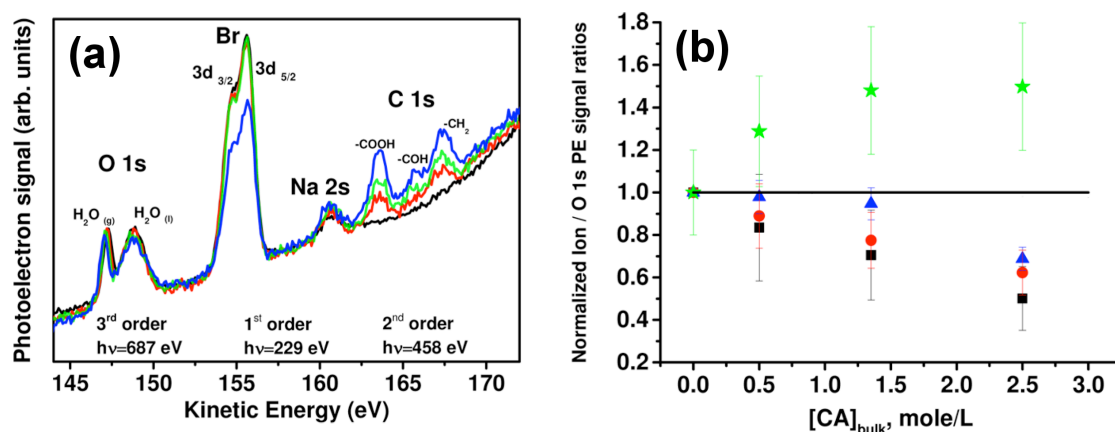 (a)
Br
3d 3/2
3d 5/2
C 1s
-COOH
-COH
-CH2
O 1s
H2O (g)
H2O (l)
Na 2s
3rd order
hν=687 eV
1st order
hν=229 eV
2nd order
hν=458 eV
Photoelectron signal (arb. units)
145 150 155 160 165 170
Kinetic Energy (eV)
(b)
Normalized Ion / O 1s PE signal ratios
1.8
1.6
1.4
1.2
1.0
0.8
0.6
0.4
0.2
0.0 0.5 1.0 1.5 2.0 2.5 3.0
[CA]bulk, mole/L